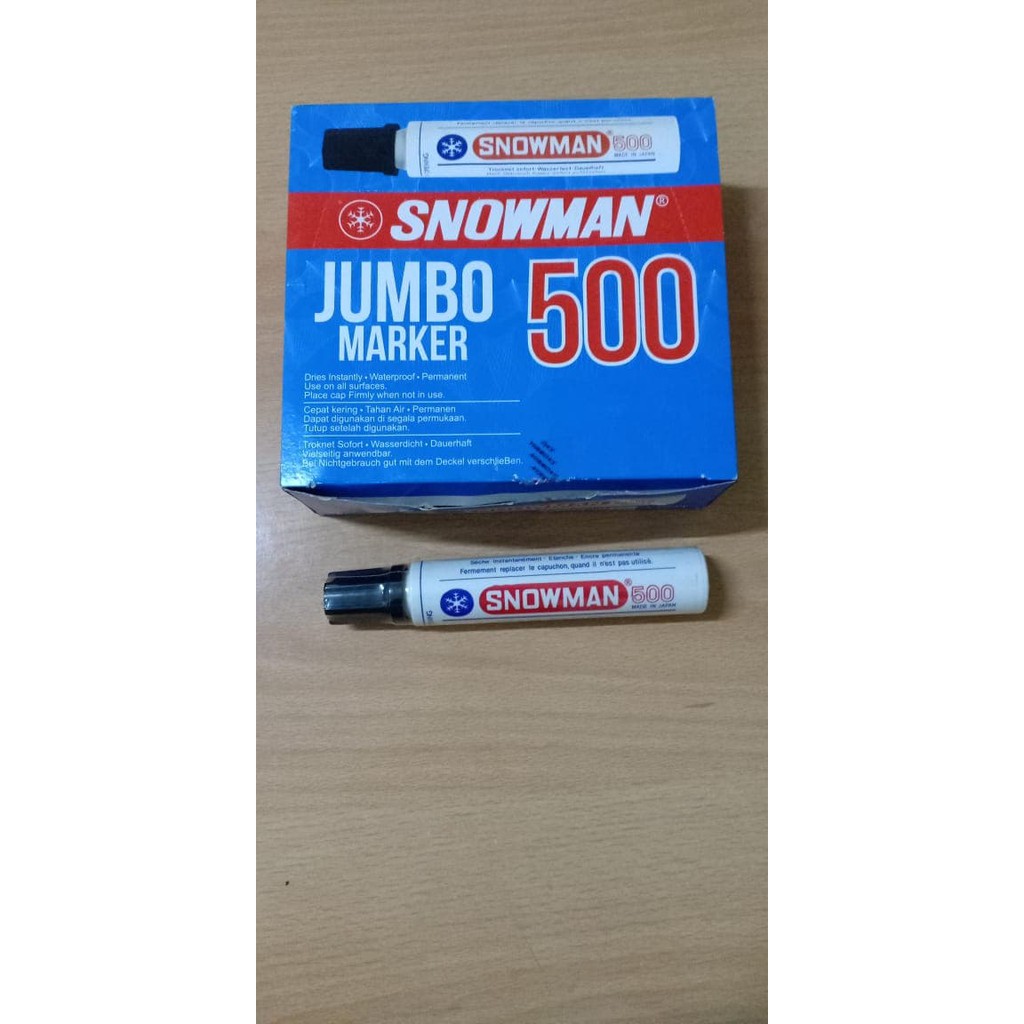 SNOWMAN® 500
MADE IN JAPAN
SNOWMAN®
JUMBO
MARKER
500
Dries Instantly • Waterproof • Permanent
Use on all surfaces.
Place cap Firmly when not in use.
Cepat kering • Tahan Air • Permanen
Dapat digunakan di segala permukaan.
Tutup setelah digunakan.
Troknet Sofort • Wasserdicht • Dauerhaft
Vielseitig anwendbar.
Bei Nichtgebrauch gut mit dem Deckel verschließen.
Sèche instantanément · Etanche · Encre permanente
Fermement replacer le capuchon, quand il n'est pas utilisé.
SNOWMAN® 500
MADE IN JAPAN